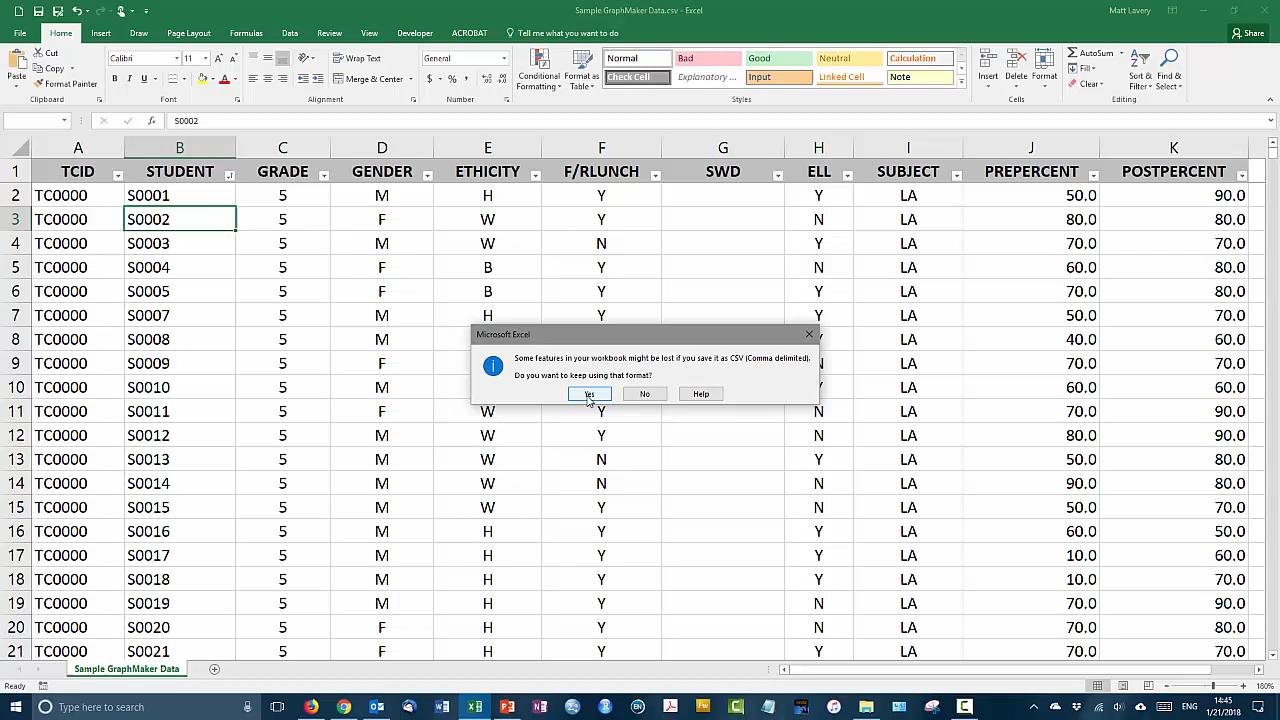 Sample GraphMaker Data.csv - Excel
Matt Lavery
File Home Insert Draw Page Layout Formulas Data Review View Developer ACROBAT Tell me what you want to do
Share
Paste
Cut
Copy
Format Painter
Clipboard
Calibri 11
B I U
Font
Wrap Text
Merge & Center
Alignment
General
$ % ,
Number
Conditional Formatting
Format as Table
Normal Bad Good Neutral Calculation
Check Cell Explanatory ... Input Linked Cell Note
Styles
Insert Delete Format
Cells
AutoSum
Fill
Clear
Sort & Filter
Find & Select
Editing
fx S0002
A B C D E F G H I J K
1 TCID STUDENT GRADE GENDER ETHICITY F/RLUNCH SWD ELL SUBJECT PREPERCENT POSTPERCENT
2 TC0000 S0001 5 M H Y Y LA 50.0 90.0
3 TC0000 S0002 5 F W Y N LA 80.0 80.0
4 TC0000 S0003 5 M W N Y LA 70.0 70.0
5 TC0000 S0004 5 F B Y N LA 60.0 80.0
6 TC0000 S0005 5 F B Y Y LA 70.0 80.0
7 TC0000 S0007 5 M H Y Y LA 50.0 70.0
8 TC0000 S0008 5 M LA 40.0 60.0
9 TC0000 S0009 5 F LA 70.0 70.0
10 TC0000 S0010 5 M LA 60.0 60.0
11 TC0000 S0011 5 F W Y N LA 70.0 90.0
12 TC0000 S0012 5 M W Y N LA 80.0 90.0
13 TC0000 S0013 5 M W N N LA 50.0 80.0
14 TC0000 S0014 5 M W N N LA 90.0 80.0
15 TC0000 S0015 5 M W Y N LA 50.0 70.0
16 TC0000 S0016 5 M H Y Y LA 60.0 50.0
17 TC0000 S0017 5 M H Y Y LA 10.0 60.0
18 TC0000 S0018 5 M H Y Y LA 10.0 70.0
19 TC0000 S0019 5 M H Y N LA 70.0 90.0
20 TC0000 S0020 5 F H Y N LA 70.0 80.0
21 TC0000 S0021 5 F H Y Y LA 70.0 70.0
Microsoft Excel
Some features in your workbook might be lost if you save it as CSV (Comma delimited).
Do you want to keep using that format?
Yes No Help
Sample GraphMaker Data
Ready
180%
Type here to search
ENG
14:45
1/21/2018